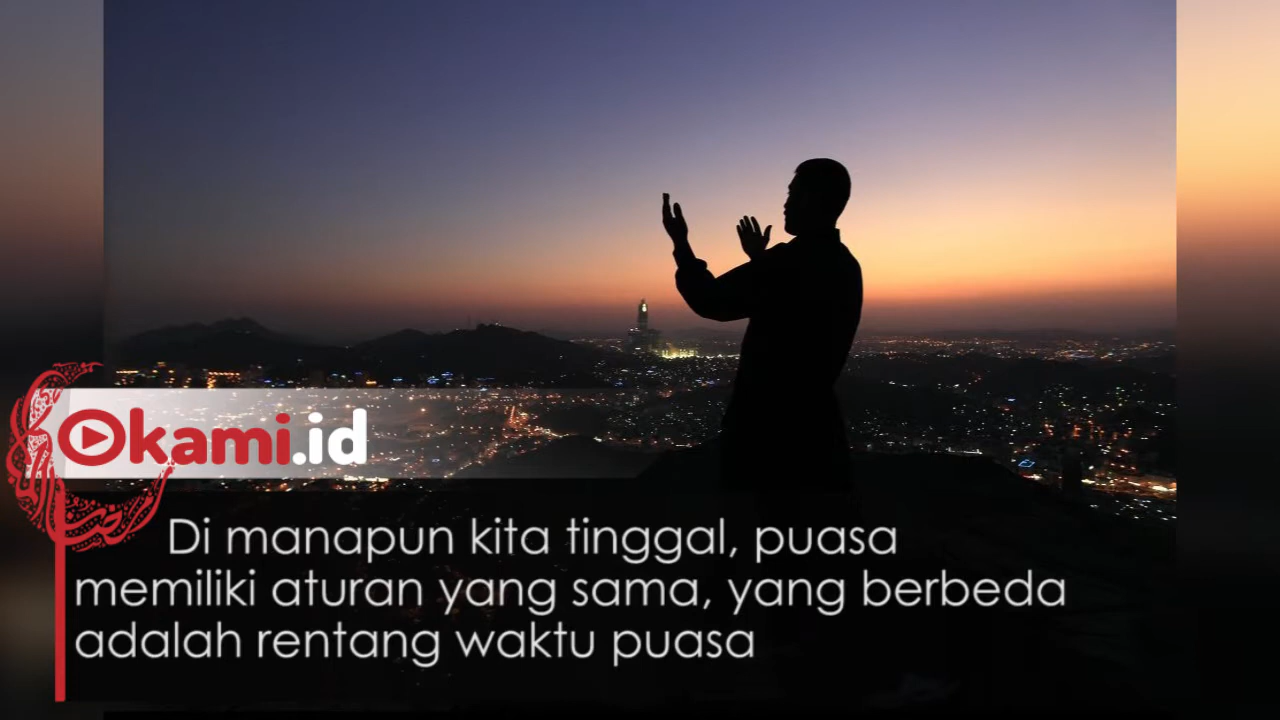 Okami.id
Di manapun kita tinggal, puasa
memiliki aturan yang sama, yang berbeda
adalah rentang waktu puasa